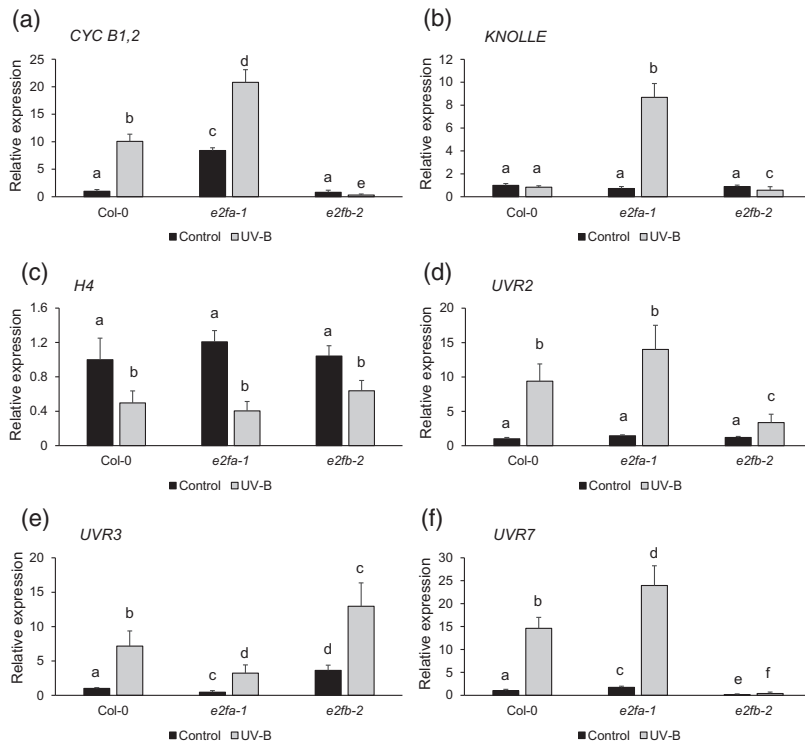 (a)
CYC B1,2
Relative expression
25
20
15
10
5
0
a
b
c
d
a
e
Col-0
e2fa-1
e2fb-2
Control
UV-B
(b)
KNOLLE
Relative expression
12
10
8
6
4
2
0
a
a
a
b
a
c
Col-0
e2fa-1
e2fb-2
Control
UV-B
(c)
H4
Relative expression
1.6
1.2
0.8
0.4
0
a
b
a
b
a
b
Col-0
e2fa-1
e2fb-2
Control
UV-B
(d)
UVR2
Relative expression
20
15
10
5
0
a
b
a
b
a
c
Col-0
e2fa-1
e2fb-2
Control
UV-B
(e)
UVR3
Relative expression
20
15
10
5
0
a
b
c
d
a
c
Col-0
e2fa-1
e2fb-2
Control
UV-B
(f)
UVR7
Relative expression
30
25
20
15
10
5
0
a
b
c
d
e
f
Col-0
e2fa-1
e2fb-2
Control
UV-B